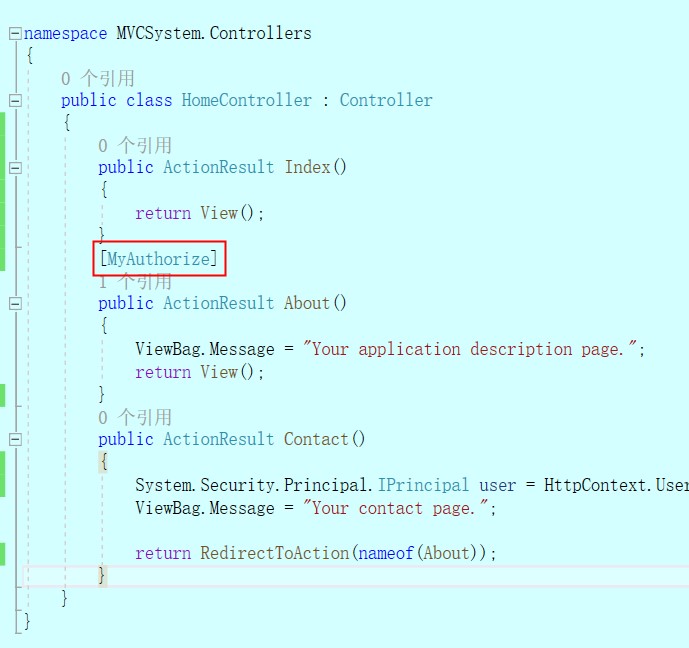 namespace MVCSystem.Controllers
{
0 个引用
public class HomeController : Controller
{
0 个引用
public ActionResult Index()
{
return View();
}
[MyAuthorize]
1 个引用
public ActionResult About()
{
ViewBag.Message = "Your application description page.";
return View();
}
0 个引用
public ActionResult Contact()
{
System.Security.Principal.IPrincipal user = HttpContext.User
ViewBag.Message = "Your contact page.";
return RedirectToAction(nameof(About));
}
}
}